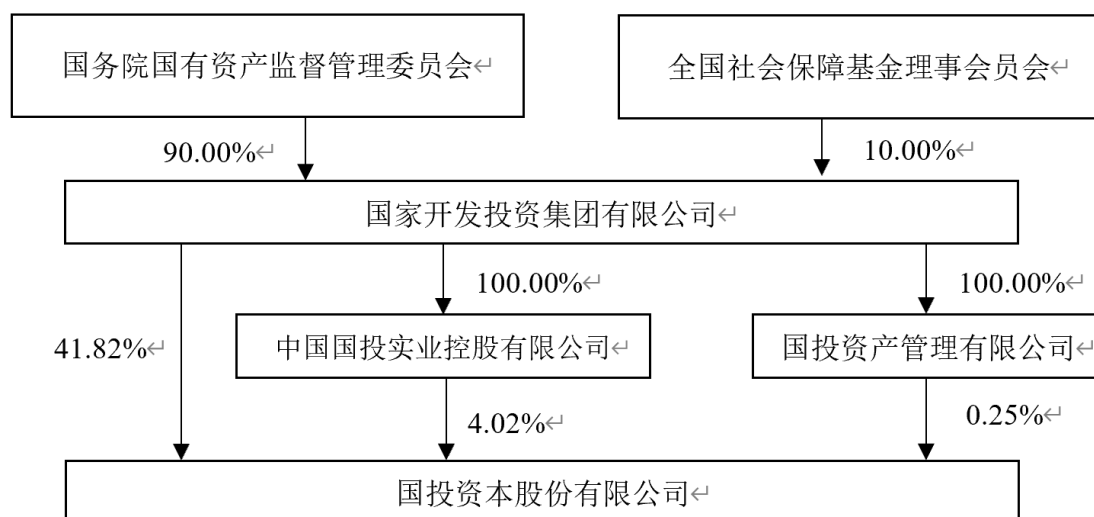 国务院国有资产监督管理委员会↵
全国社会保障基金理事会员会↵
90.00%↵
10.00%↵
国家开发投资集团有限公司↵
100.00%↵
100.00%↵
41.82%↵
中国国投实业控股有限公司↵
国投资产管理有限公司↵
4.02%↵
0.25%↵
国投资本股份有限公司↵